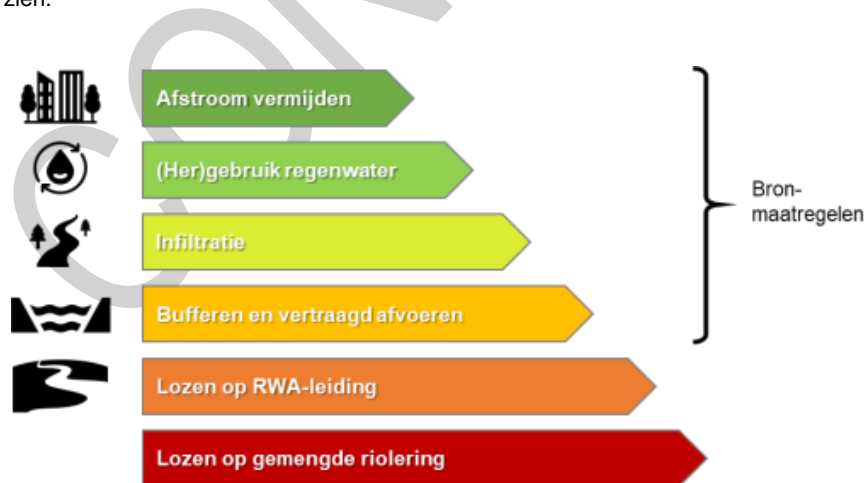 zien.
Afstroom vermijden
(Her)gebruik regenwater
Infiltratie
Bufferen en vertraagd afvoeren
Bron-
maatregelen
Lozen op RWA-leiding
Lozen op gemengde riolering